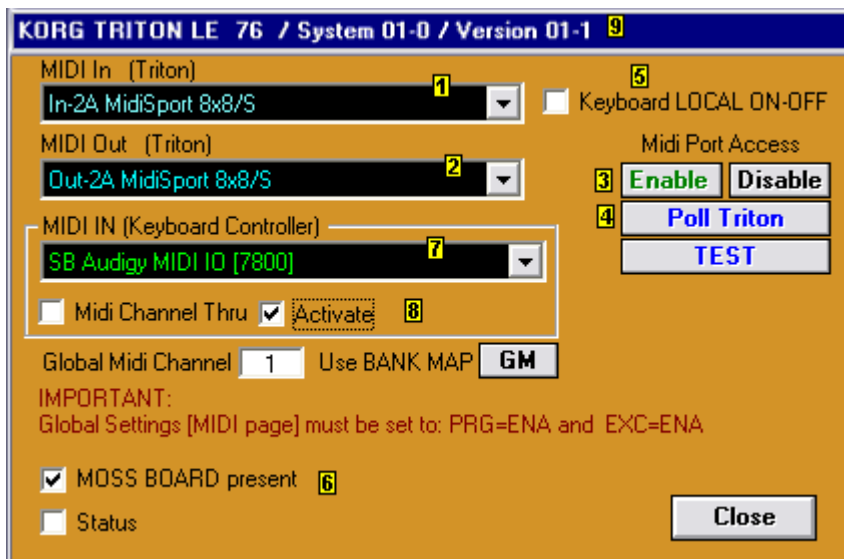 KORG TRITON LE 76 / System 01-0 / Version 01-1 9
MIDI In (Triton)
1
5
In-2A MidiSport 8x8/S
Keyboard LOCAL ON-OFF
MIDI Out (Triton)
Midi Port Access
2
Out-2A MidiSport 8x8/S
3 Enable Disable
4 Poll Triton
MIDI IN (Keyboard Controller)
7
SB Audigy MIDI IO [7800]
TEST
Midi Channel Thru Activate 8
Global Midi Channel 1 Use BANK MAP GM
IMPORTANT:
Global Settings [MIDI page] must be set to: PRG=ENA and EXC=ENA
MOSS BOARD present 6
Status
Close